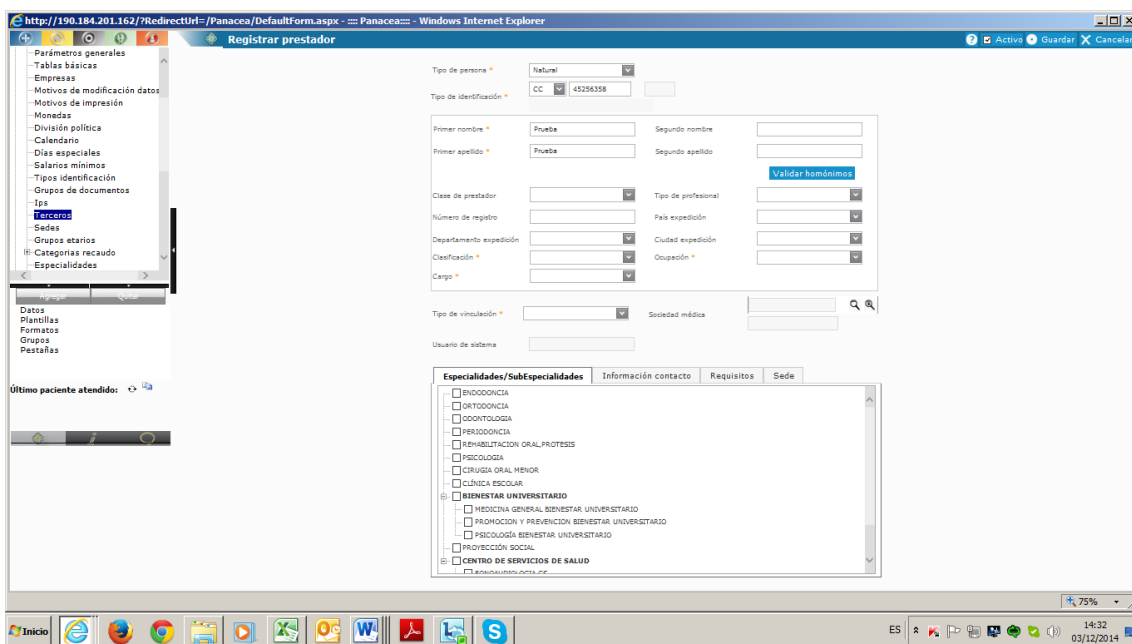 http://190.184.201.162/?RedirectUrl=/Panacea/DefaultForm.aspx - :::: Panacea:::: - Windows Internet Explorer
Registrar prestador
Activo Guardar Cancelar
Parámetros generales
Tablas básicas
Empresas
Motivos de modificación datos
Motivos de impresión
Monedas
División política
Calendario
Días especiales
Salarios mínimos
Tipos identificación
Grupos de documentos
Ips
Terceros
Sedes
Grupos etarios
Categorias recaudo
Especialidades
Agregar Quitar
Datos
Plantillas
Formatos
Grupos
Pestañas
Último paciente atendido:
Tipo de persona * Natural
Tipo de identificación * CC 45256358
Primer nombre * Prueba Segundo nombre
Primer apellido * Prueba Segundo apellido
Validar homónimos
Clase de prestador Tipo de profesional
Número de registro País expedición
Departamento expedición Ciudad expedición
Clasificación * Ocupación *
Cargo *
Tipo de vinculación * Sociedad médica
Usuario de sistema
Especialidades/SubEspecialidades Información contacto Requisitos Sede
ENDODONCIA
ORTODONCIA
ODONTOLOGIA
PERIODONCIA
REHABILITACION ORAL,PROTESIS
PSICOLOGIA
CIRUGIA ORAL MENOR
CLÍNICA ESCOLAR
BIENESTAR UNIVERSITARIO
MEDICINA GENERAL BIENESTAR UNIVERSITARIO
PROMOCION Y PREVENCION BIENESTAR UNIVERSITARIO
PSICOLOGÍA BIENESTAR UNIVERSITARIO
PROYECCIÓN SOCIAL
CENTRO DE SERVICIOS DE SALUD
FONOAUDIOLOGIA CS
75%
Inicio
ES
14:32
03/12/2014